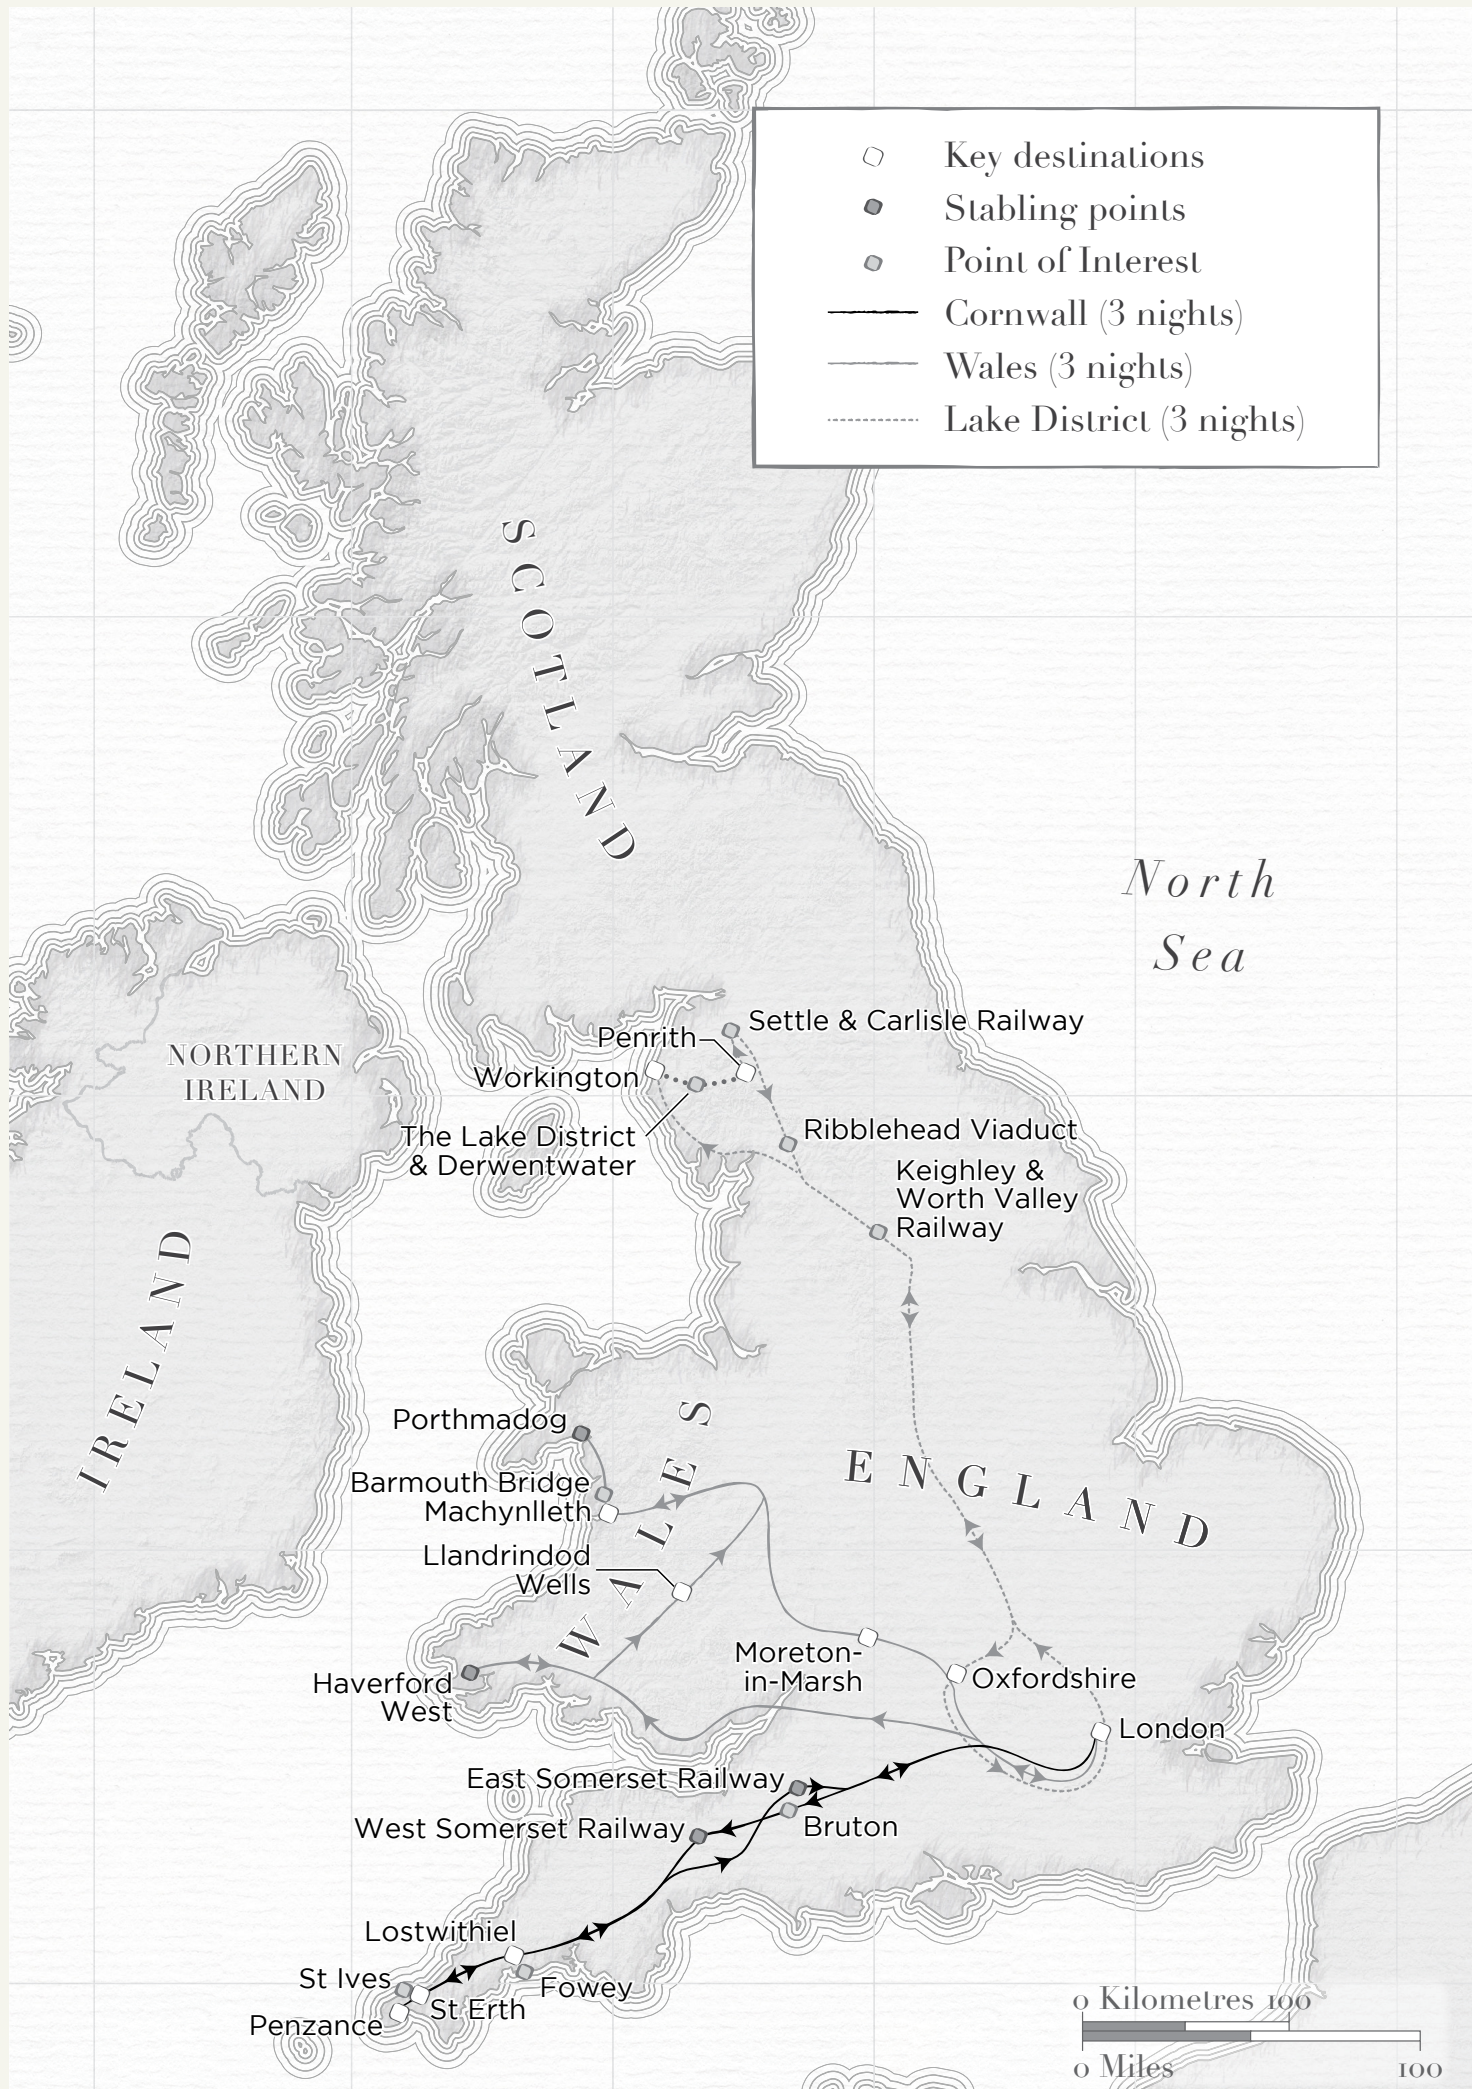 Key destinations
Stabling points
Point of Interest
Cornwall (3 nights)
Wales (3 nights)
Lake District (3 nights)
SCOTLAND
North
Sea
Settle & Carlisle Railway
Penrith
Workington
NORTHERN
IRELAND
The Lake District
& Derwentwater
Ribblehead Viaduct
Keighley &
Worth Valley
Railway
IRELAND
Porthmadog
WALES
ENGLAND
Barmouth Bridge
Machynlleth
Llandrindod
Wells
Moreton-
in-Marsh
Oxfordshire
Haverford
West
London
East Somerset Railway
West Somerset Railway
Bruton
Lostwithiel
St Ives
Fowey
St Erth
Penzance
0 Kilometres 100
0 Miles 100